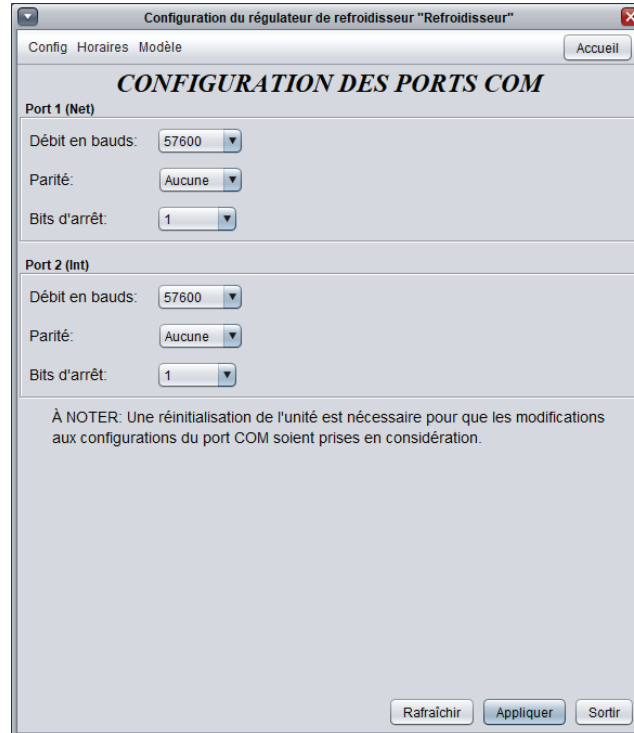 Configuration du régulateur de refroidisseur "Refroidisseur"
Config Horaires Modèle Accueil
CONFIGURATION DES PORTS COM
Port 1 (Net)
Débit en bauds: 57600
Parité: Aucune
Bits d'arrêt: 1
Port 2 (Int)
Débit en bauds: 57600
Parité: Aucune
Bits d'arrêt: 1
À NOTER: Une réinitialisation de l'unité est nécessaire pour que les modifications
aux configurations du port COM soient prises en considération.
Rafraîchir Appliquer Sortir